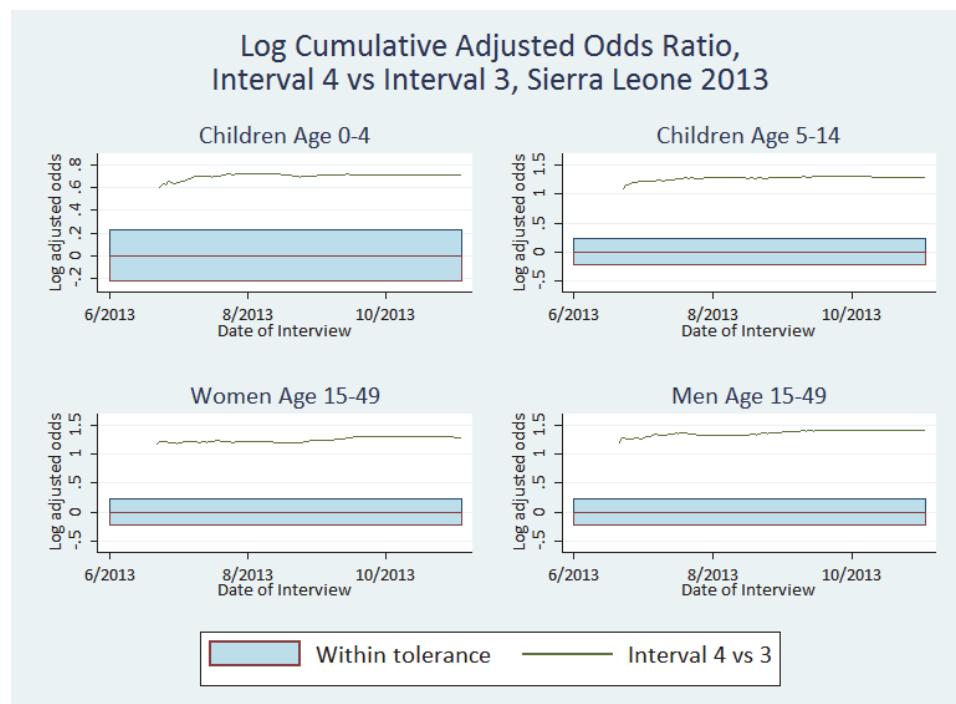 Log Cumulative Adjusted Odds Ratio,
Interval 4 vs Interval 3, Sierra Leone 2013
Children Age 0-4
Log adjusted odds
.8
.6
.4
.2
0
-.2
6/2013
8/2013
10/2013
Date of Interview
Children Age 5-14
Log adjusted odds
1.5
1
.5
0
-.5
6/2013
8/2013
10/2013
Date of Interview
Women Age 15-49
Log adjusted odds
1.5
1
.5
0
-.5
6/2013
8/2013
10/2013
Date of Interview
Men Age 15-49
Log adjusted odds
1.5
1
.5
0
-.5
6/2013
8/2013
10/2013
Date of Interview
Within tolerance
Interval 4 vs 3